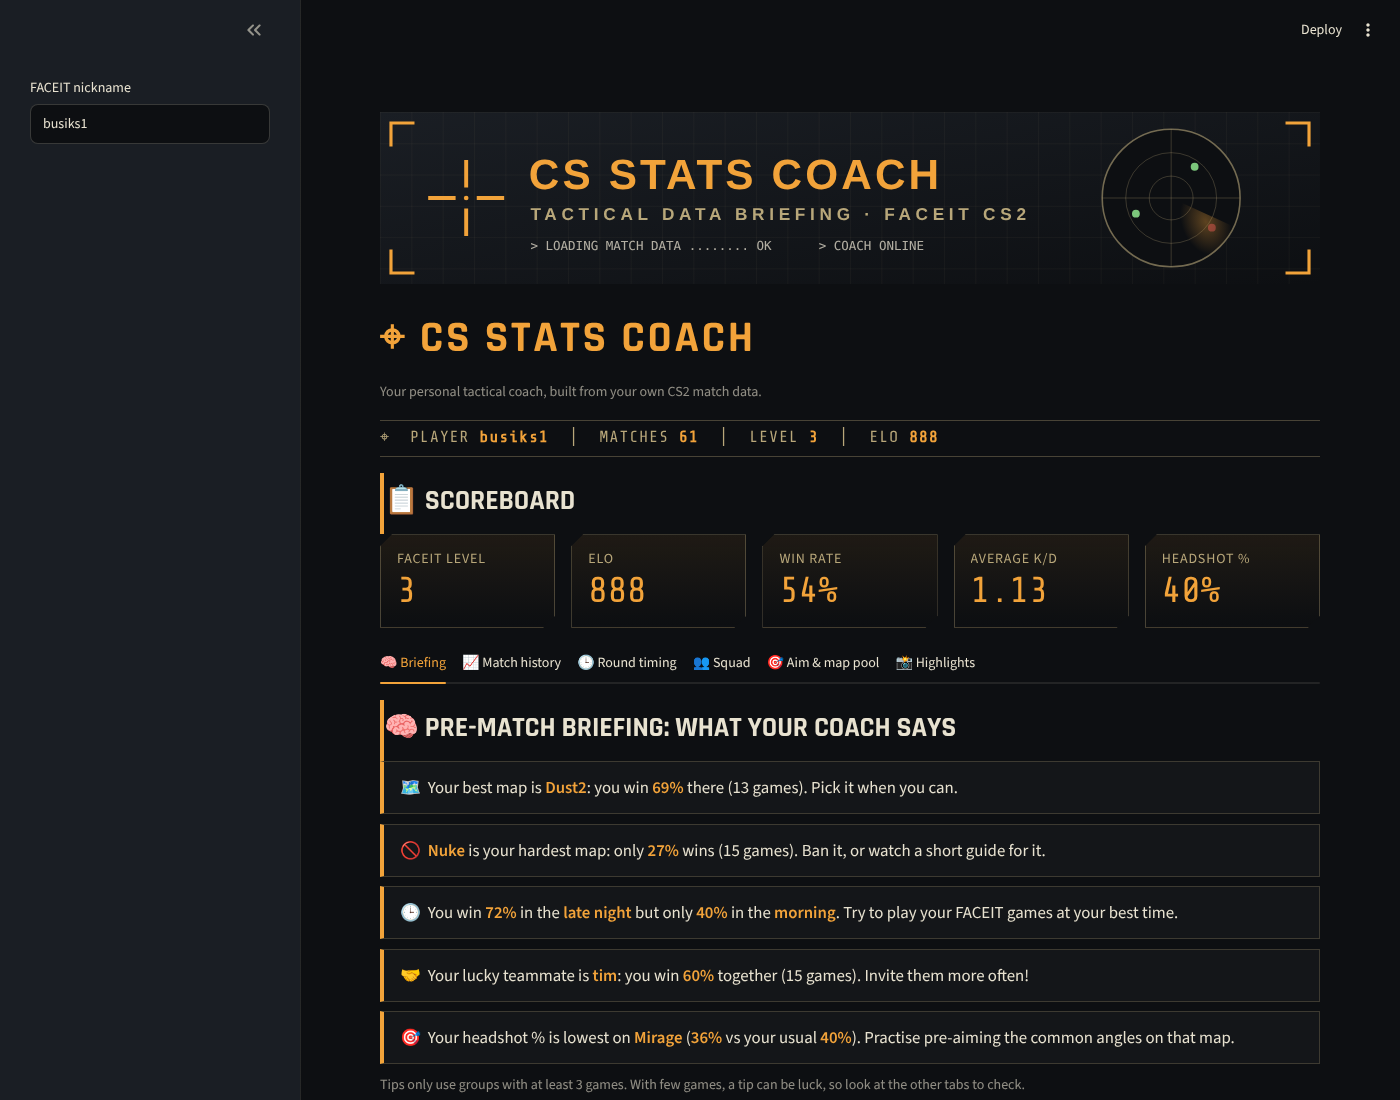 Deploy
FACEIT nickname
busiks1
CS STATS COACH
TACTICAL DATA BRIEFING · FACEIT CS2
> LOADING MATCH DATA ........ OK > COACH ONLINE
CS STATS COACH
Your personal tactical coach, built from your own CS2 match data.
PLAYER busiks1 | MATCHES 61 | LEVEL 3 | ELO 888
SCOREBOARD
FACEIT LEVEL
3
ELO
888
WIN RATE
54%
AVERAGE K/D
1.13
HEADSHOT %
40%
Briefing Match history Round timing Squad Aim & map pool Highlights
PRE-MATCH BRIEFING: WHAT YOUR COACH SAYS
Your best map is Dust2: you win 69% there (13 games). Pick it when you can.
Nuke is your hardest map: only 27% wins (15 games). Ban it, or watch a short guide for it.
You win 72% in the late night but only 40% in the morning. Try to play your FACEIT games at your best time.
Your lucky teammate is tim: you win 60% together (15 games). Invite them more often!
Your headshot % is lowest on Mirage (36% vs your usual 40%). Practise pre-aiming the common angles on that map.
Tips only use groups with at least 3 games. With few games, a tip can be luck, so look at the other tabs to check.